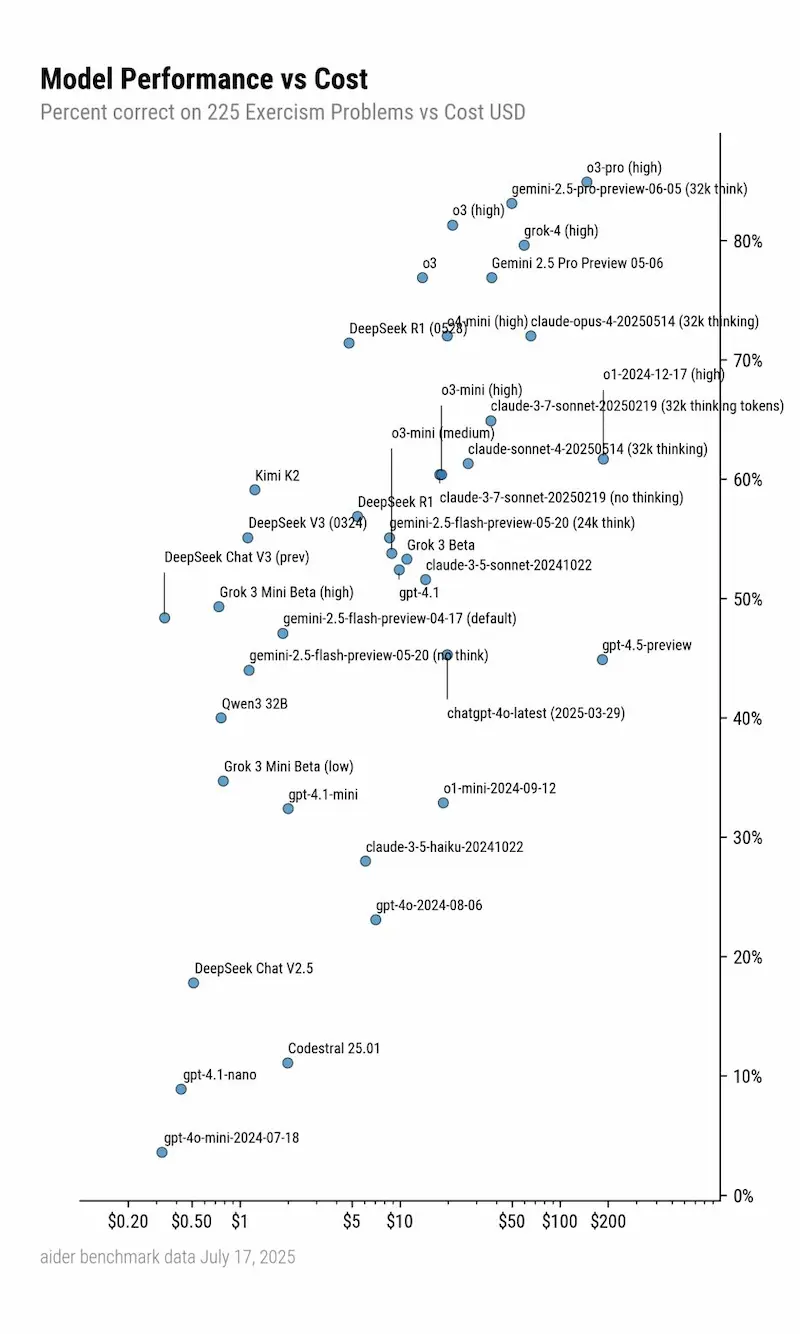 Model Performance vs Cost
Percent correct on 225 Exercism Problems vs Cost USD
o3-pro (high)
gemini-2.5-pro-preview-06-05 (32k think)
o3 (high)
grok-4 (high)
80%
o3
Gemini 2.5 Pro Preview 05-06
DeepSeek R1 (0528)
o4-mini (high)
claude-opus-4-20250514 (32k thinking)
70%
o1-2024-12-17 (high)
o3-mini (high)
claude-3-7-sonnet-20250219 (32k thinking tokens)
o3-mini (medium)
claude-sonnet-4-20250514 (32k thinking)
Kimi K2
60%
DeepSeek R1
claude-3-7-sonnet-20250219 (no thinking)
DeepSeek V3 (0324)
gemini-2.5-flash-preview-05-20 (24k think)
Grok 3 Beta
DeepSeek Chat V3 (prev)
claude-3-5-sonnet-20241022
Grok 3 Mini Beta (high)
gpt-4.1
50%
gemini-2.5-flash-preview-04-17 (default)
gpt-4.5-preview
gemini-2.5-flash-preview-05-20 (no think)
Qwen3 32B
chatgpt-4o-latest (2025-03-29)
40%
Grok 3 Mini Beta (low)
gpt-4.1-mini
o1-mini-2024-09-12
30%
claude-3-5-haiku-20241022
gpt-4o-2024-08-06
20%
DeepSeek Chat V2.5
Codestral 25.01
gpt-4.1-nano
10%
gpt-4o-mini-2024-07-18
0%
$0.20 $0.50 $1 $5 $10 $50 $100 $200
aider benchmark data July 17, 2025